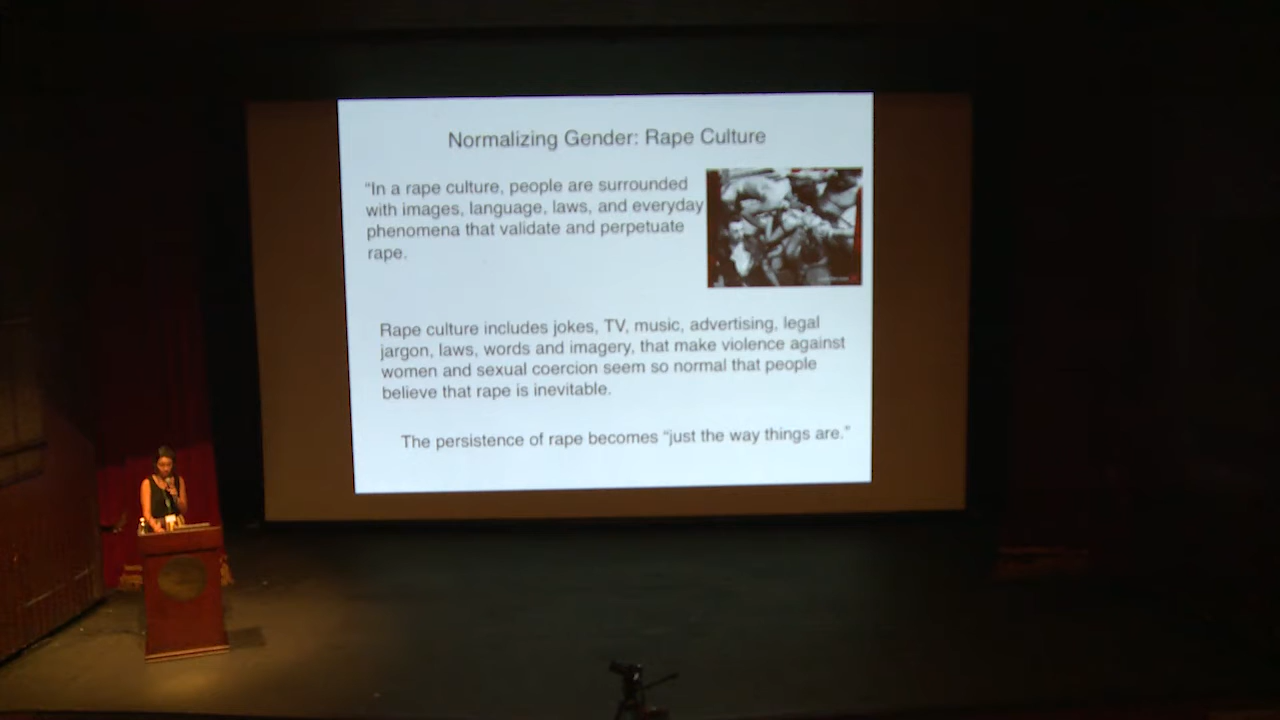 Normalizing Gender: Rape Culture
“In a rape culture, people are surrounded
with images, language, laws, and everyday
phenomena that validate and perpetuate
rape.
Rape culture includes jokes, TV, music, advertising, legal
jargon, laws, words and imagery, that make violence against
women and sexual coercion seem so normal that people
believe that rape is inevitable.
The persistence of rape becomes “just the way things are.”